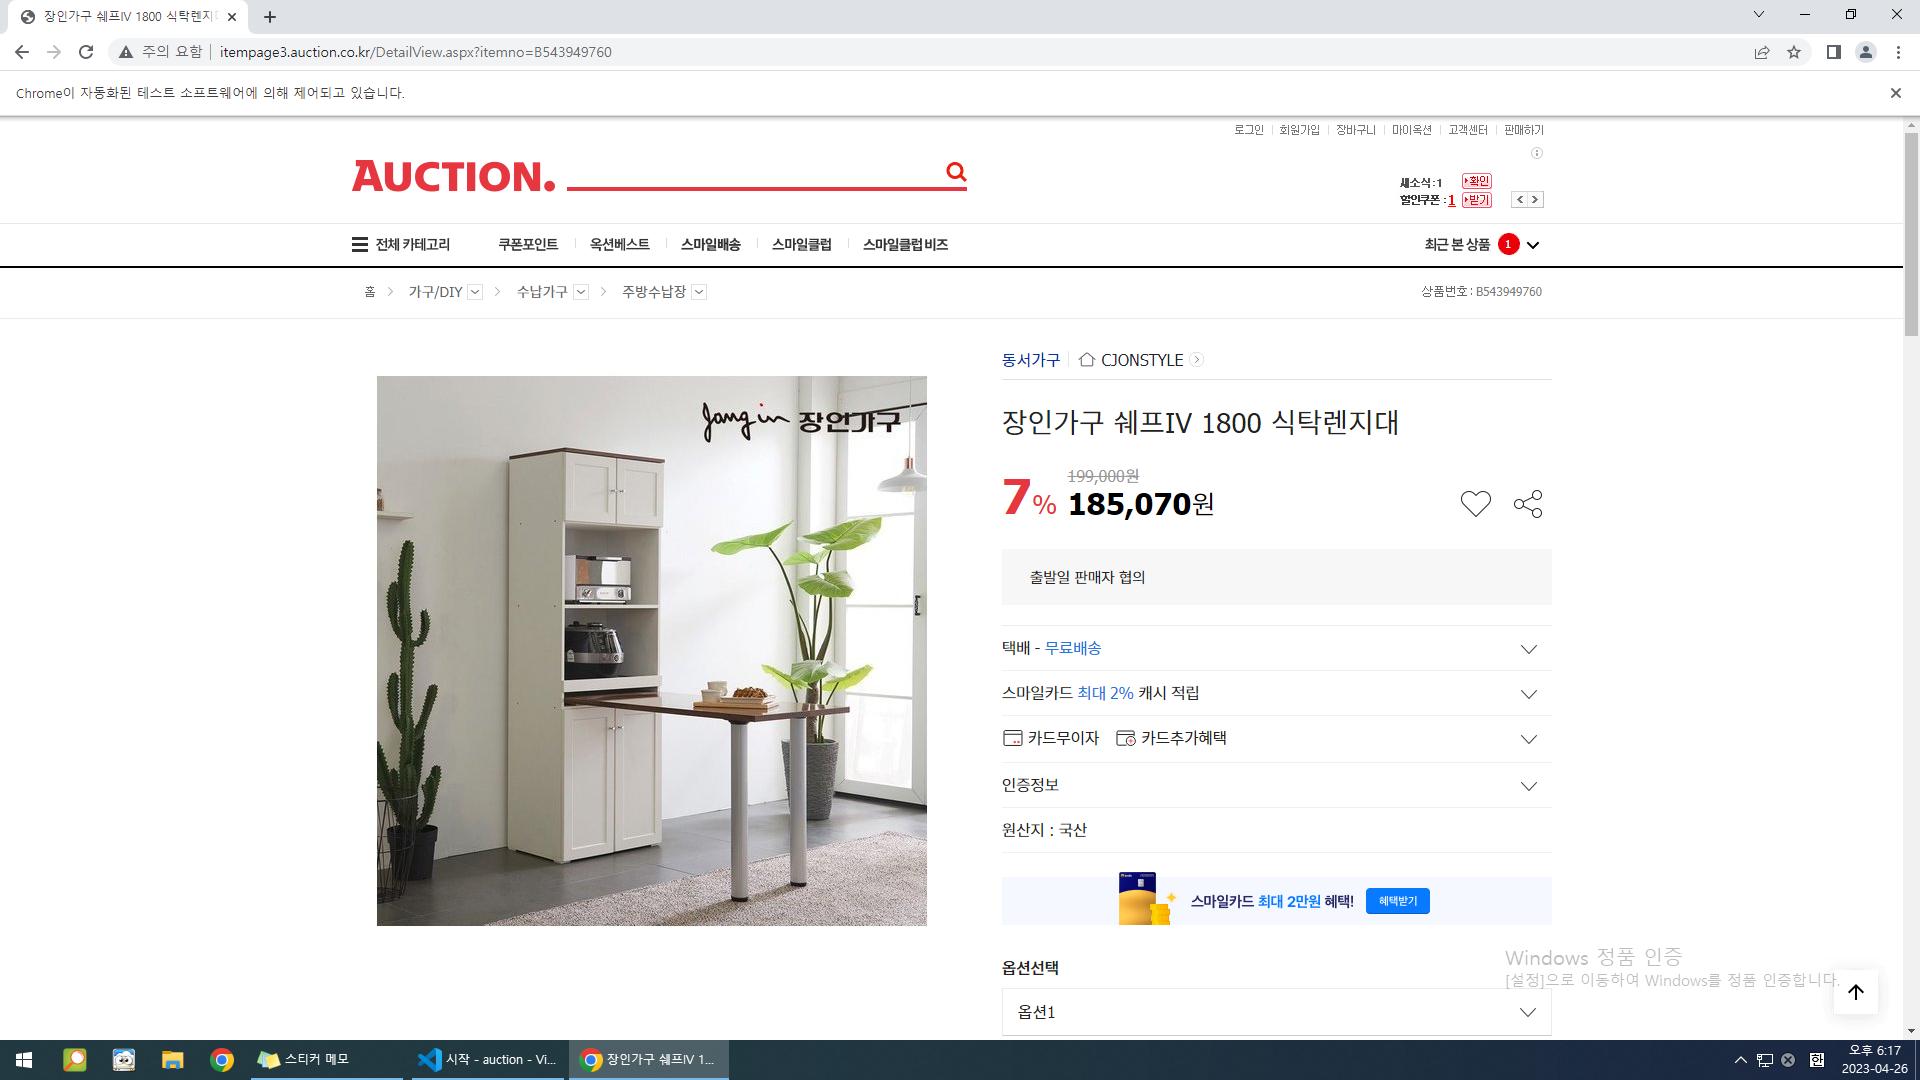 장인가구 쉐프IV 1800 식탁렌지대
주의 요함 itempage3.auction.co.kr/DetailView.aspx?itemno=B543949760
Chrome이 자동화된 테스트 소프트웨어에 의해 제어되고 있습니다.
로그인 회원가입 장바구니 마이옥션 고객센터 판매하기
AUCTION.
새소식 : 1 확인
할인쿠폰 : 1 받기
전체 카테고리 쿠폰포인트 옥션베스트 스마일배송 스마일클럽 스마일클럽 비즈 최근 본 상품 1
홈 가구/DIY 수납가구 주방수납장 상품번호 : B543949760
동서가구 CJONSTYLE
Jangin 장인가구
장인가구 쉐프IV 1800 식탁렌지대
199,000원
7% 185,070원
출발일 판매자 협의
택배 - 무료배송
스마일카드 최대 2% 캐시 적립
카드무이자 카드추가혜택
인증정보
원산지 : 국산
스마일카드 최대 2만원 혜택! 혜택받기
옵션선택
옵션1
Windows 정품 인증
[설정]으로 이동하여 Windows를 정품 인증합니다.
스티커 메모 시작 - auction - Vi... 장인가구 쉐프IV 1... 한 오후 6:17
2023-04-26